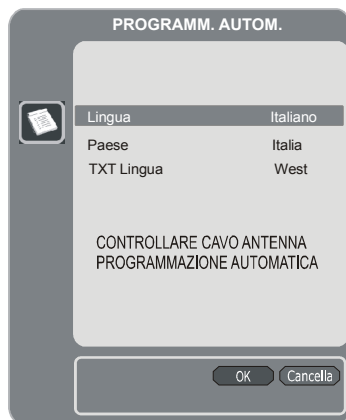 PROGRAMM. AUTOM.
Lingua Italiano
Paese Italia
TXT Lingua West
CONTROLLARE CAVO ANTENNA
PROGRAMMAZIONE AUTOMATICA
OK Cancella